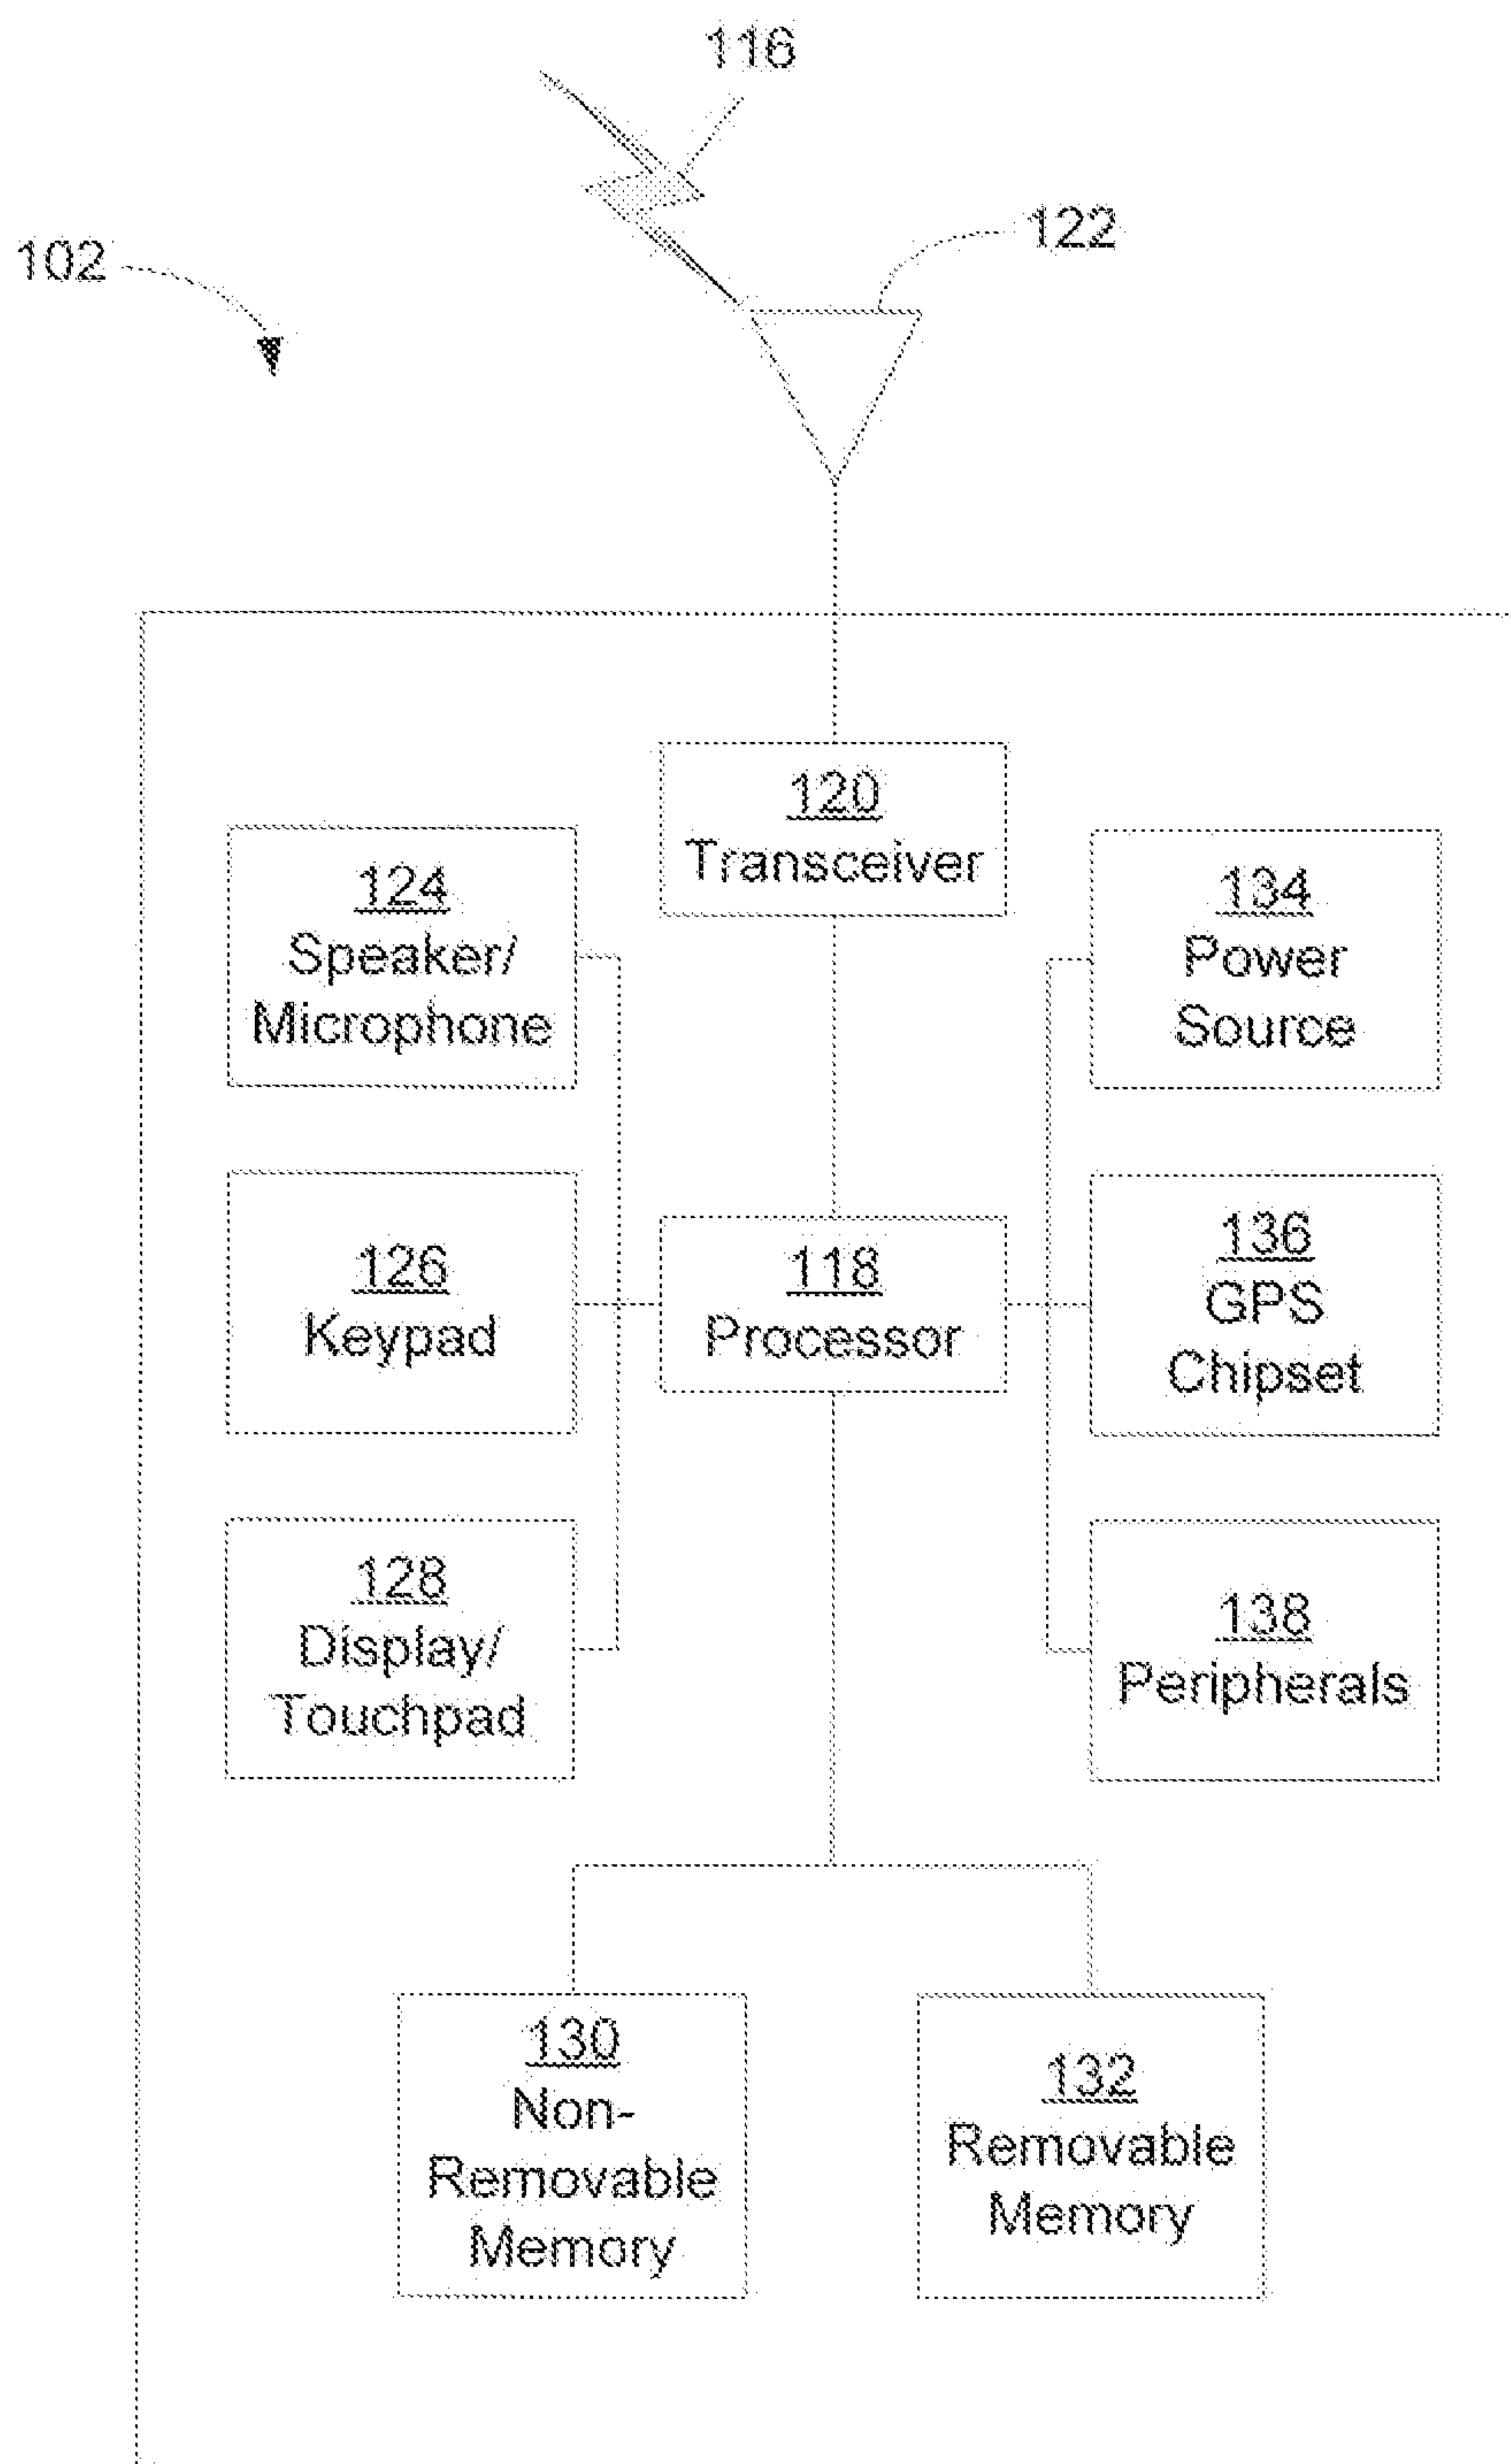 116
122
102
120
Transceiver
124
Speaker/
Microphone
134
Power
Source
126
Keypad
118
Processor
136
GPS
Chipset
128
Display/
Touchpad
138
Peripherals
130
Non-
Removable
Memory
132
Removable
Memory